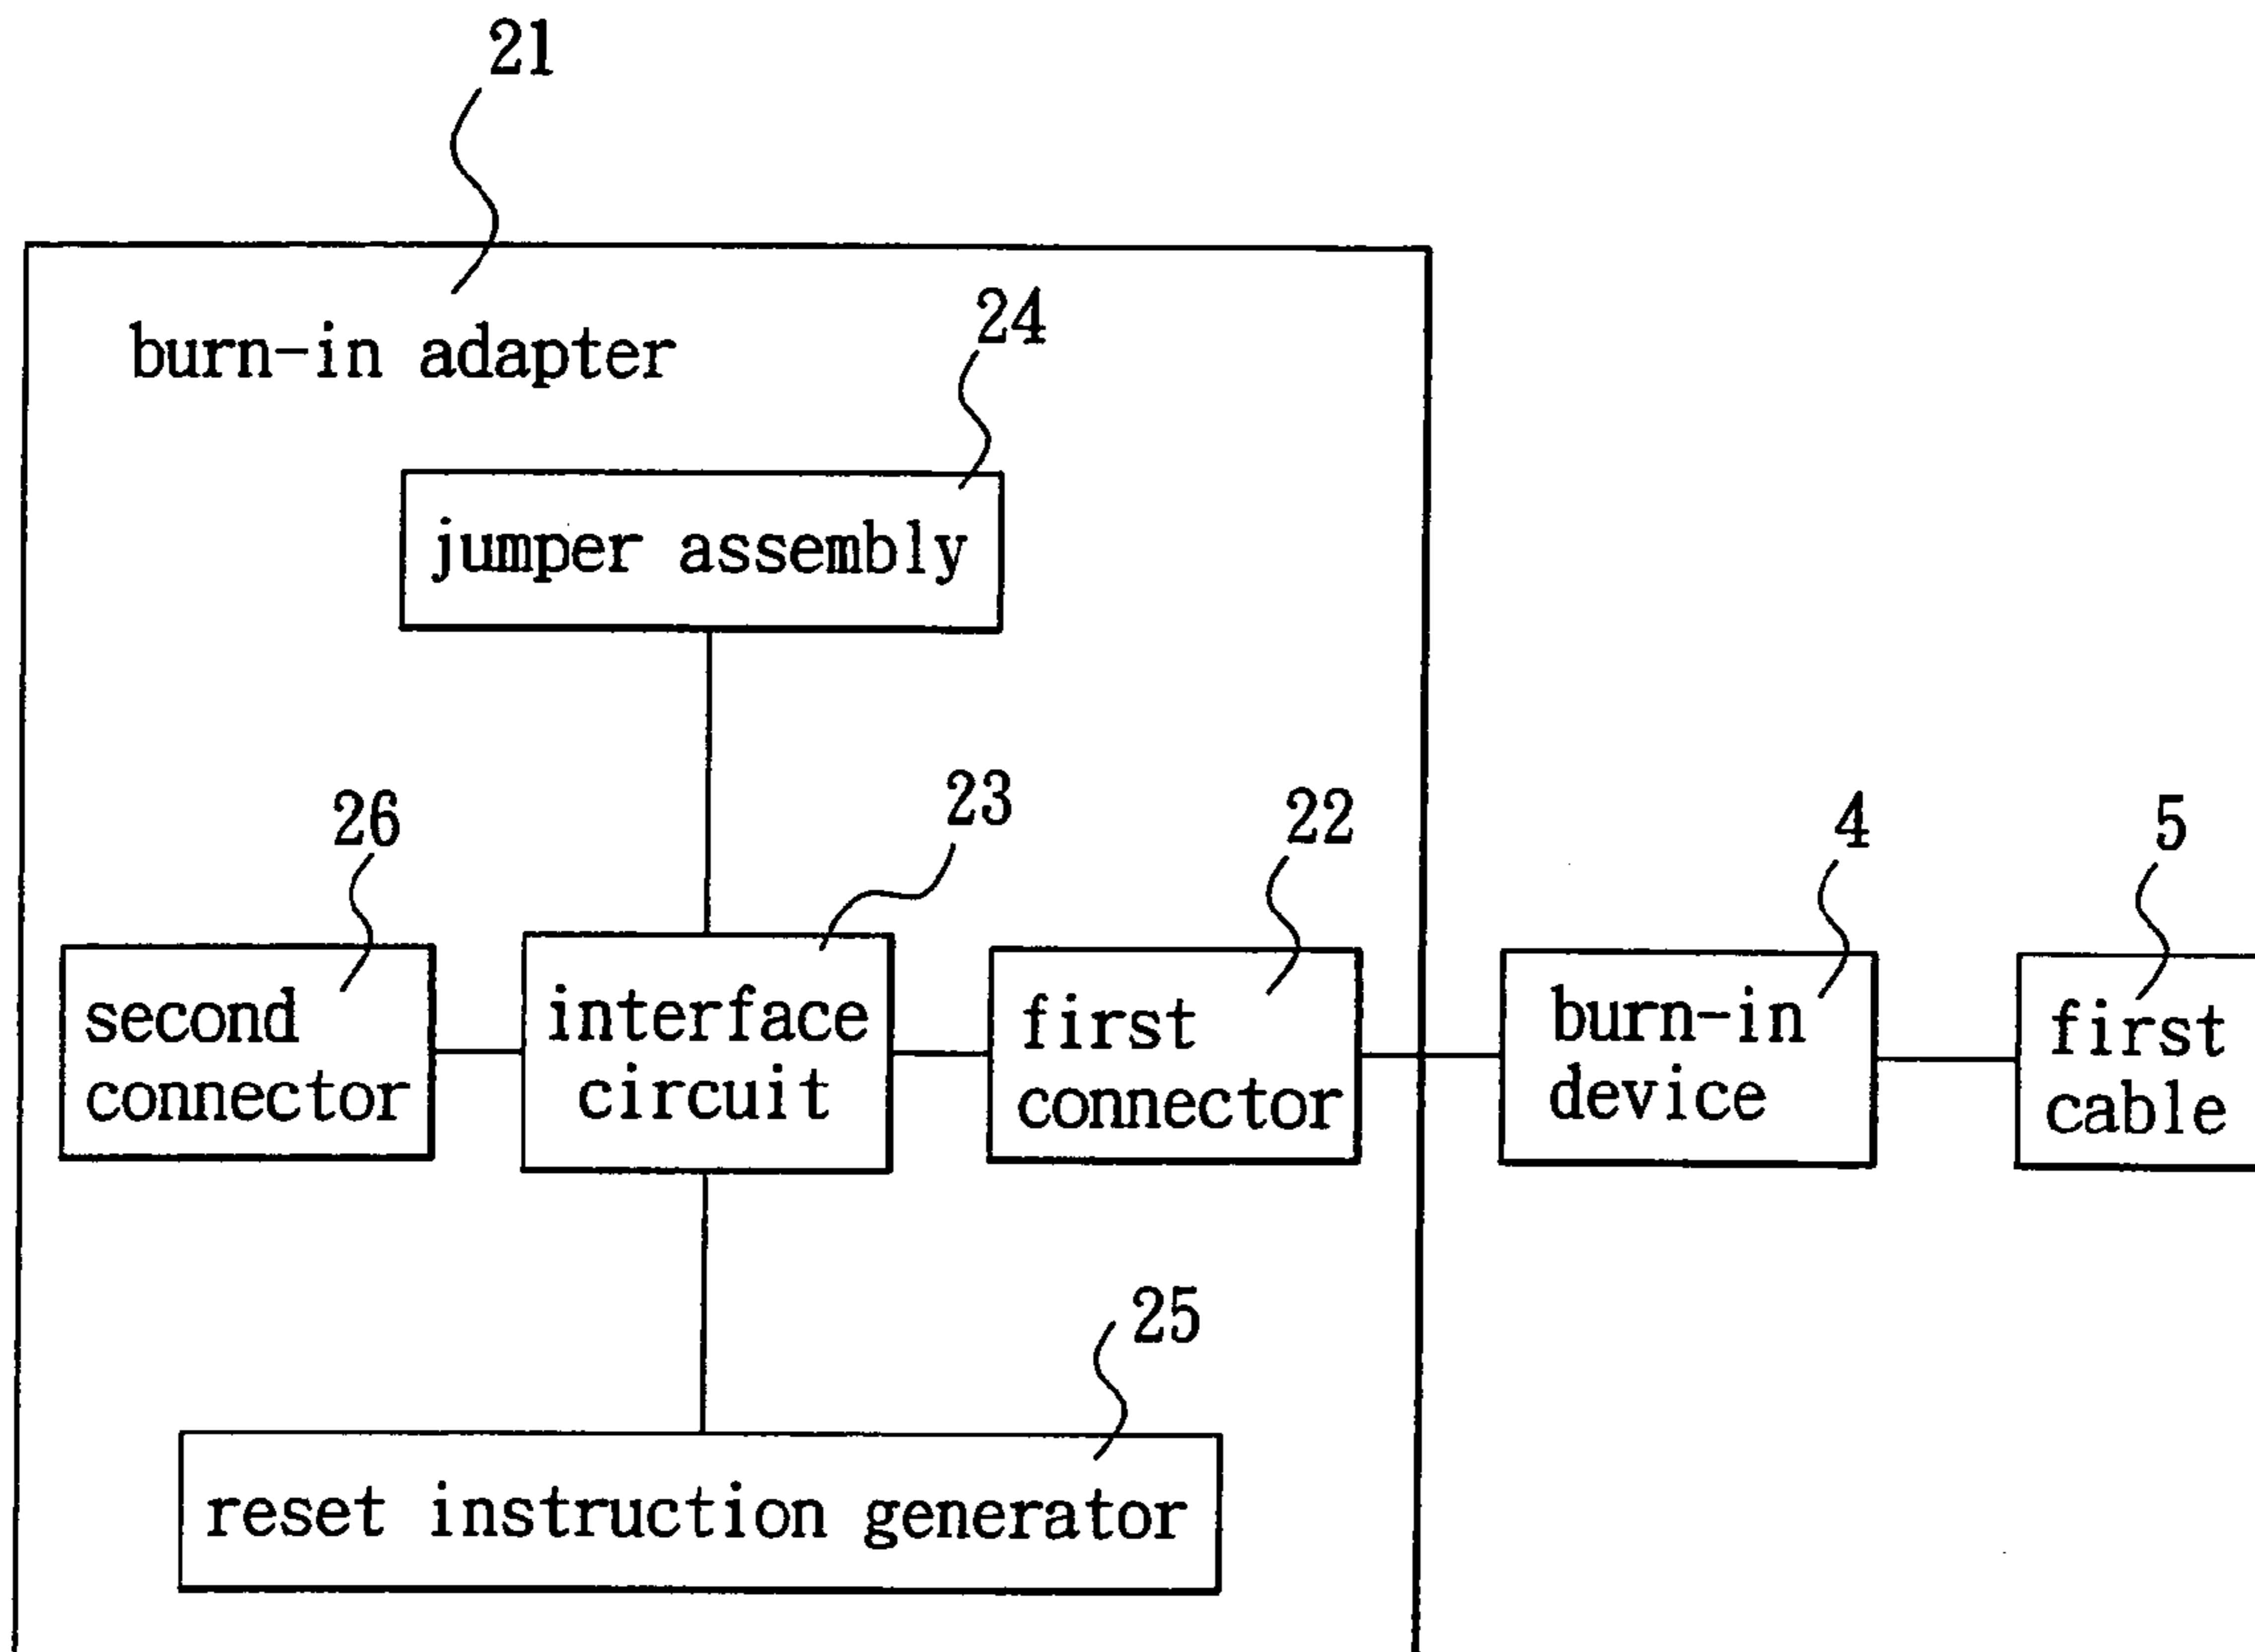 21
burn-in adapter
24
jumper assembly
26
23
22
4
5
second
connector
interface
circuit
first
connector
burn-in
device
first
cable
25
reset instruction generator